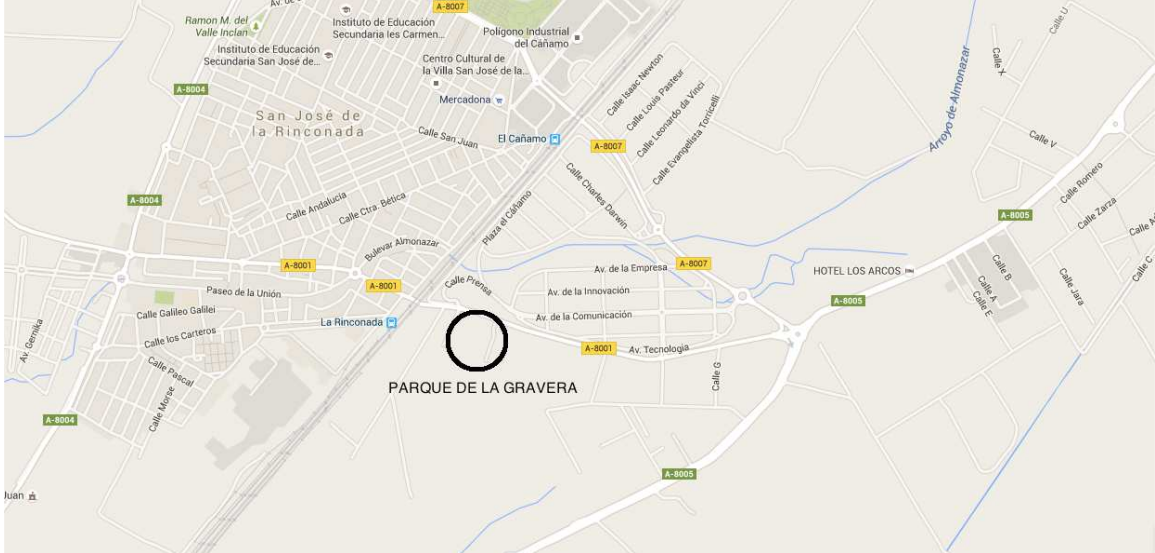 Av. de
A-8007
Calle U
Ramon M. del
Valle Inclan
Instituto de Educación
Secundaria Ies Carmen...
Polígono Industrial
del Cáñamo
Instituto de Educación
Secundaria San José de...
Centro Cultural de
la Villa San José de la...
Calle X
A-8004
Mercadona
Calle Isaac Newton
Calle Louis Pasteur
Calle Leonardo da Vinci
Calle Evangelista Torricelli
Arroyo de Almonazar
San José de
la Rinconada
Calle San Juan
El Cañamo
A-8007
Calle V
Calle Romero
A-8004
Calle Andalucía
Calle Ctra. Bética
Plaza el Cáñamo
Calle Charles Darwin
A-8005
Calle Zarza
Bulevar Almonazar
A-8001
Calle Prensa
Av. de la Empresa
A-8007
HOTEL LOS ARCOS
Calle B
Calle C
A-8001
Paseo de la Unión
Av. de la Innovación
Calle A
Calle E
Calle Jara
A-8005
Calle Galileo Galilei
La Rinconada
Av. de la Comunicación
Av. Gernika
Calle los Carteros
A-8001
Av. Tecnología
Calle Pascal
Calle Morse
PARQUE DE LA GRAVERA
Calle G
A-8004
A-8005
Juan